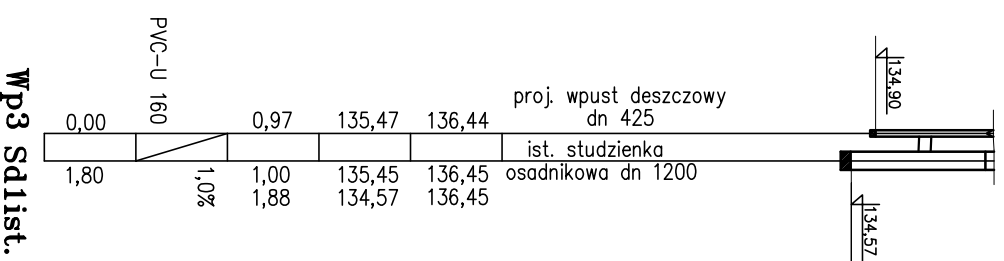 134.90
proj. wpust deszczowy
dn 425
PVC-U 160
0,00
0,97
135,47
136,44
ist. studzienka
osadnikowa dn 1200
1,80
1,0%
1,00
135,45
136,45
1,88
134,57
136,45
134.57
Wp3 Sd1ist.